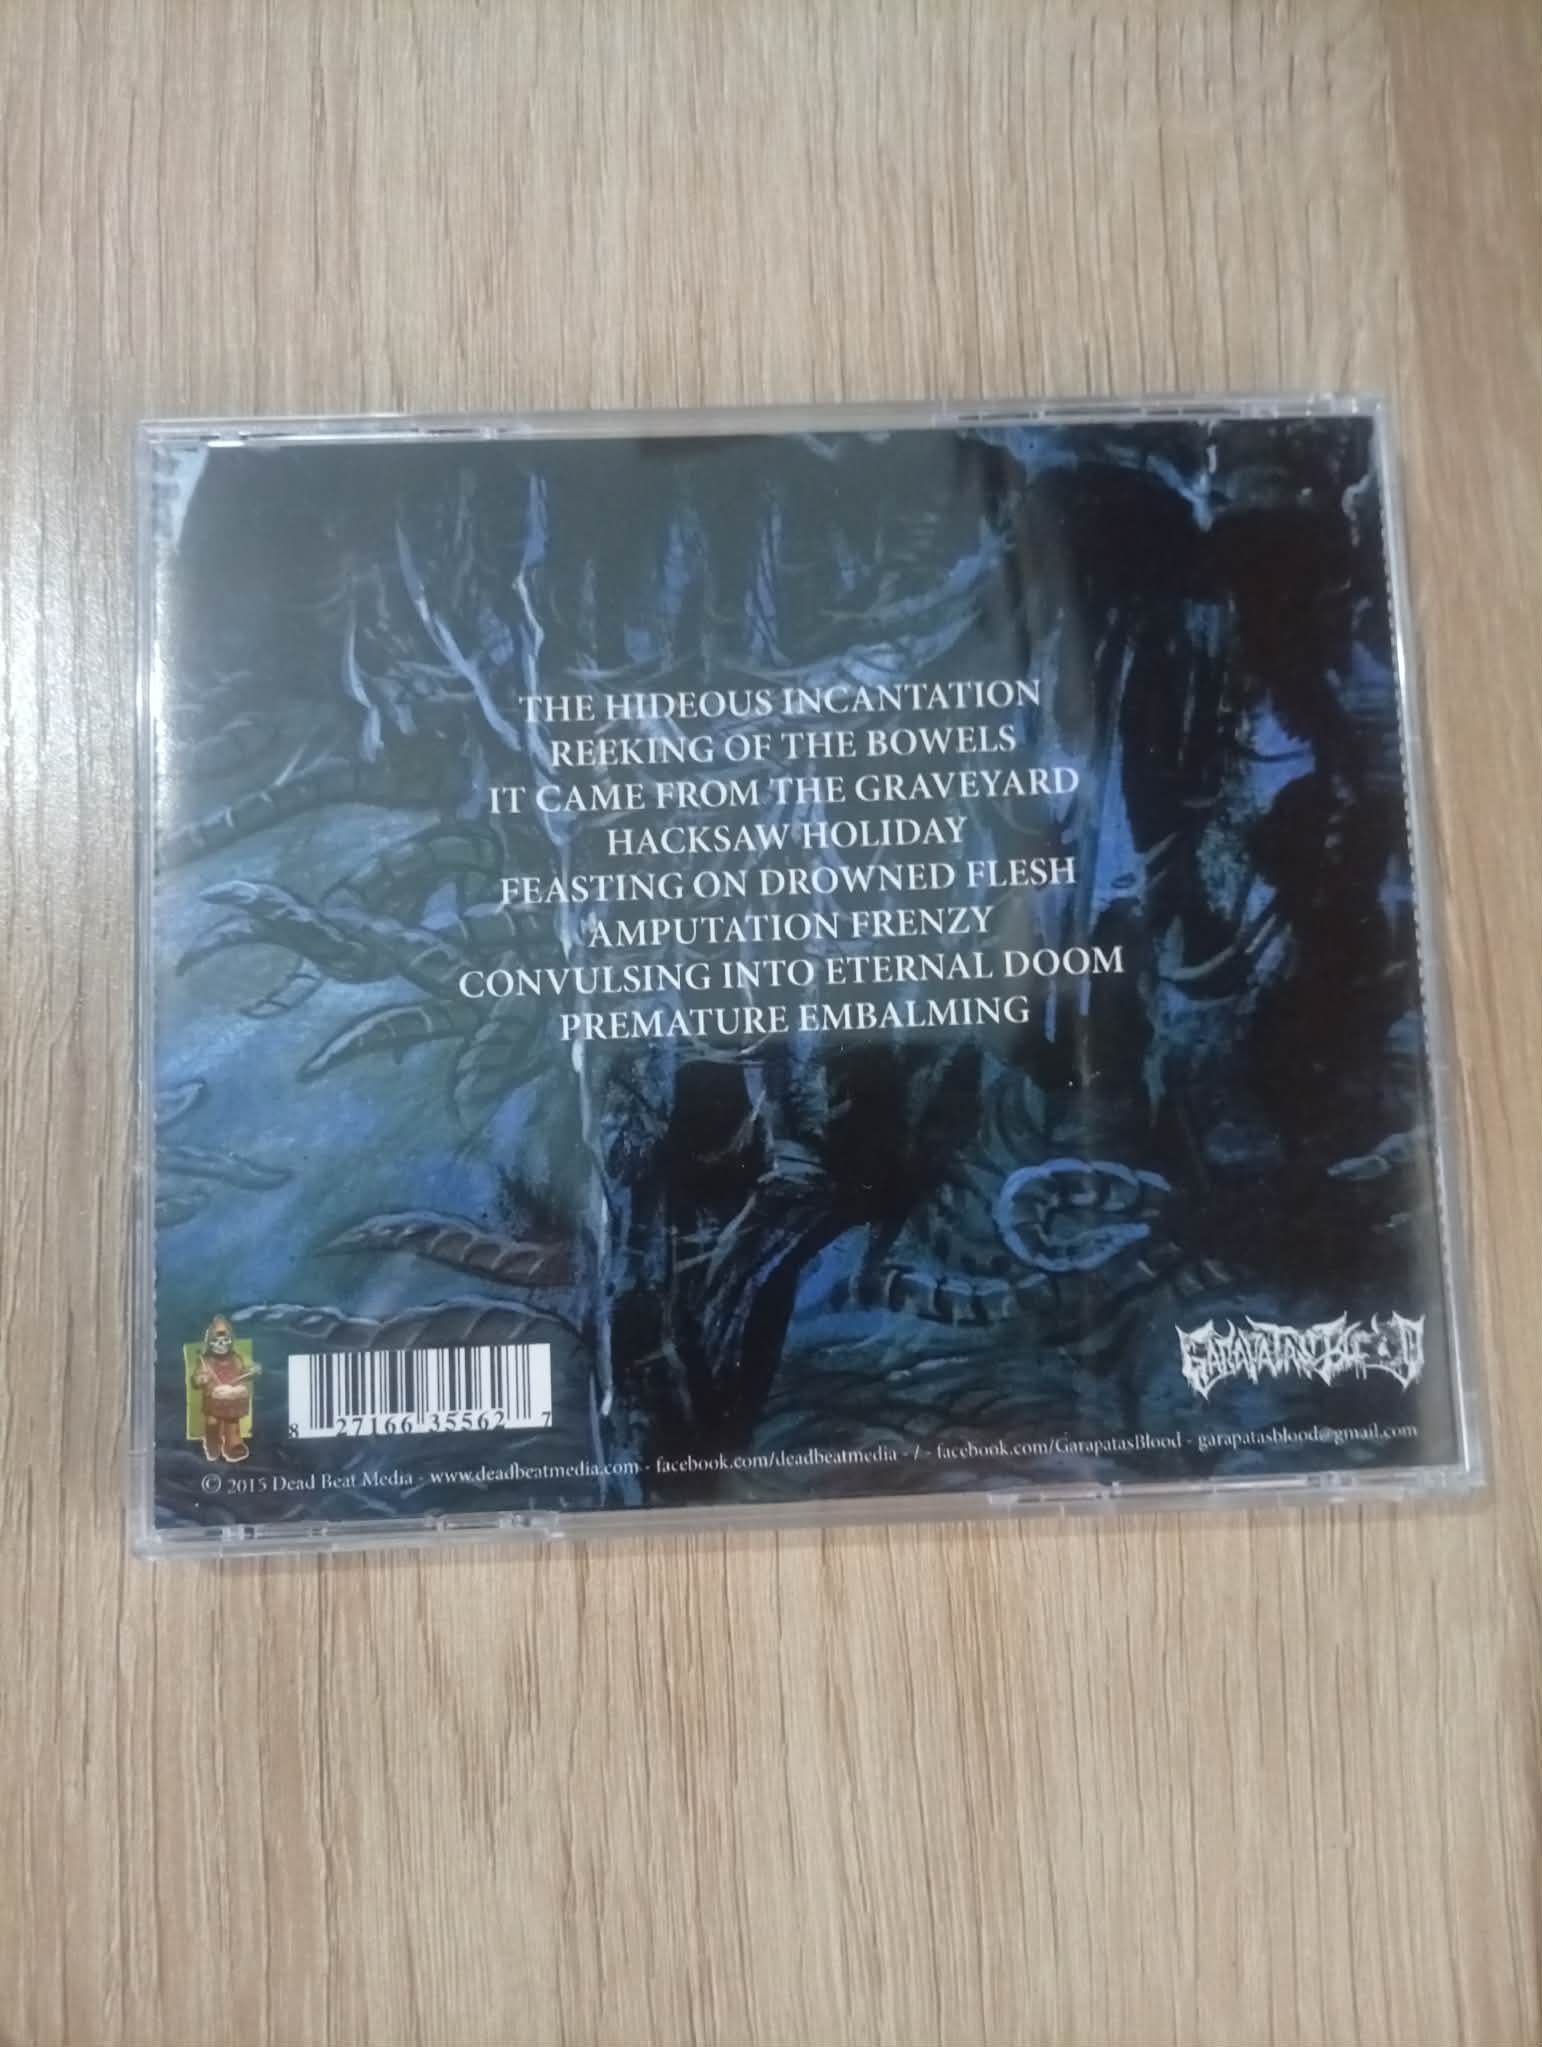 THE HIDEOUS INCANTATION
REEKING OF THE BOWELS
IT CAME FROM THE GRAVEYARD
HACKSAW HOLIDAY
FEASTING ON DROWNED FLESH
AMPUTATION FRENZY
CONVULSING INTO ETERNAL DOOM
PREMATURE EMBALMING
GARAPATAS BLOOD
8 27166 35562 7
© 2015 Dead Beat Media - www.deadbeatmedia.com - facebook.com/deadbeatmedia - / - facebook.com/GarapatasBlood - garapatasblood@gmail.com